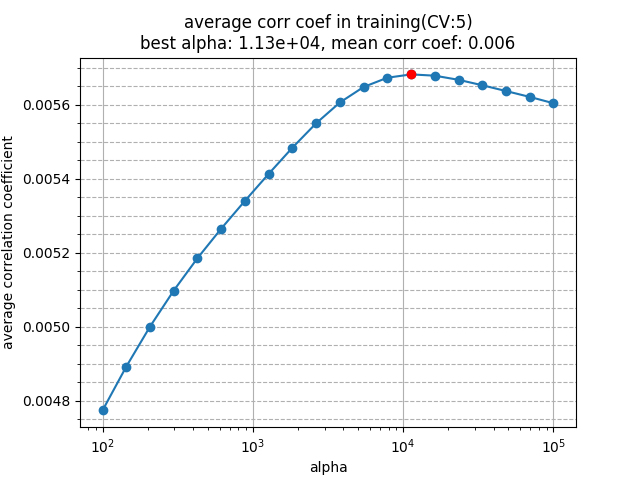 average corr coef in training(CV:5)
best alpha: 1.13e+04, mean corr coef: 0.006
average correlation coefficient
0.0056
0.0054
0.0052
0.0050
0.0048
10²
10³
10⁴
10⁵
alpha